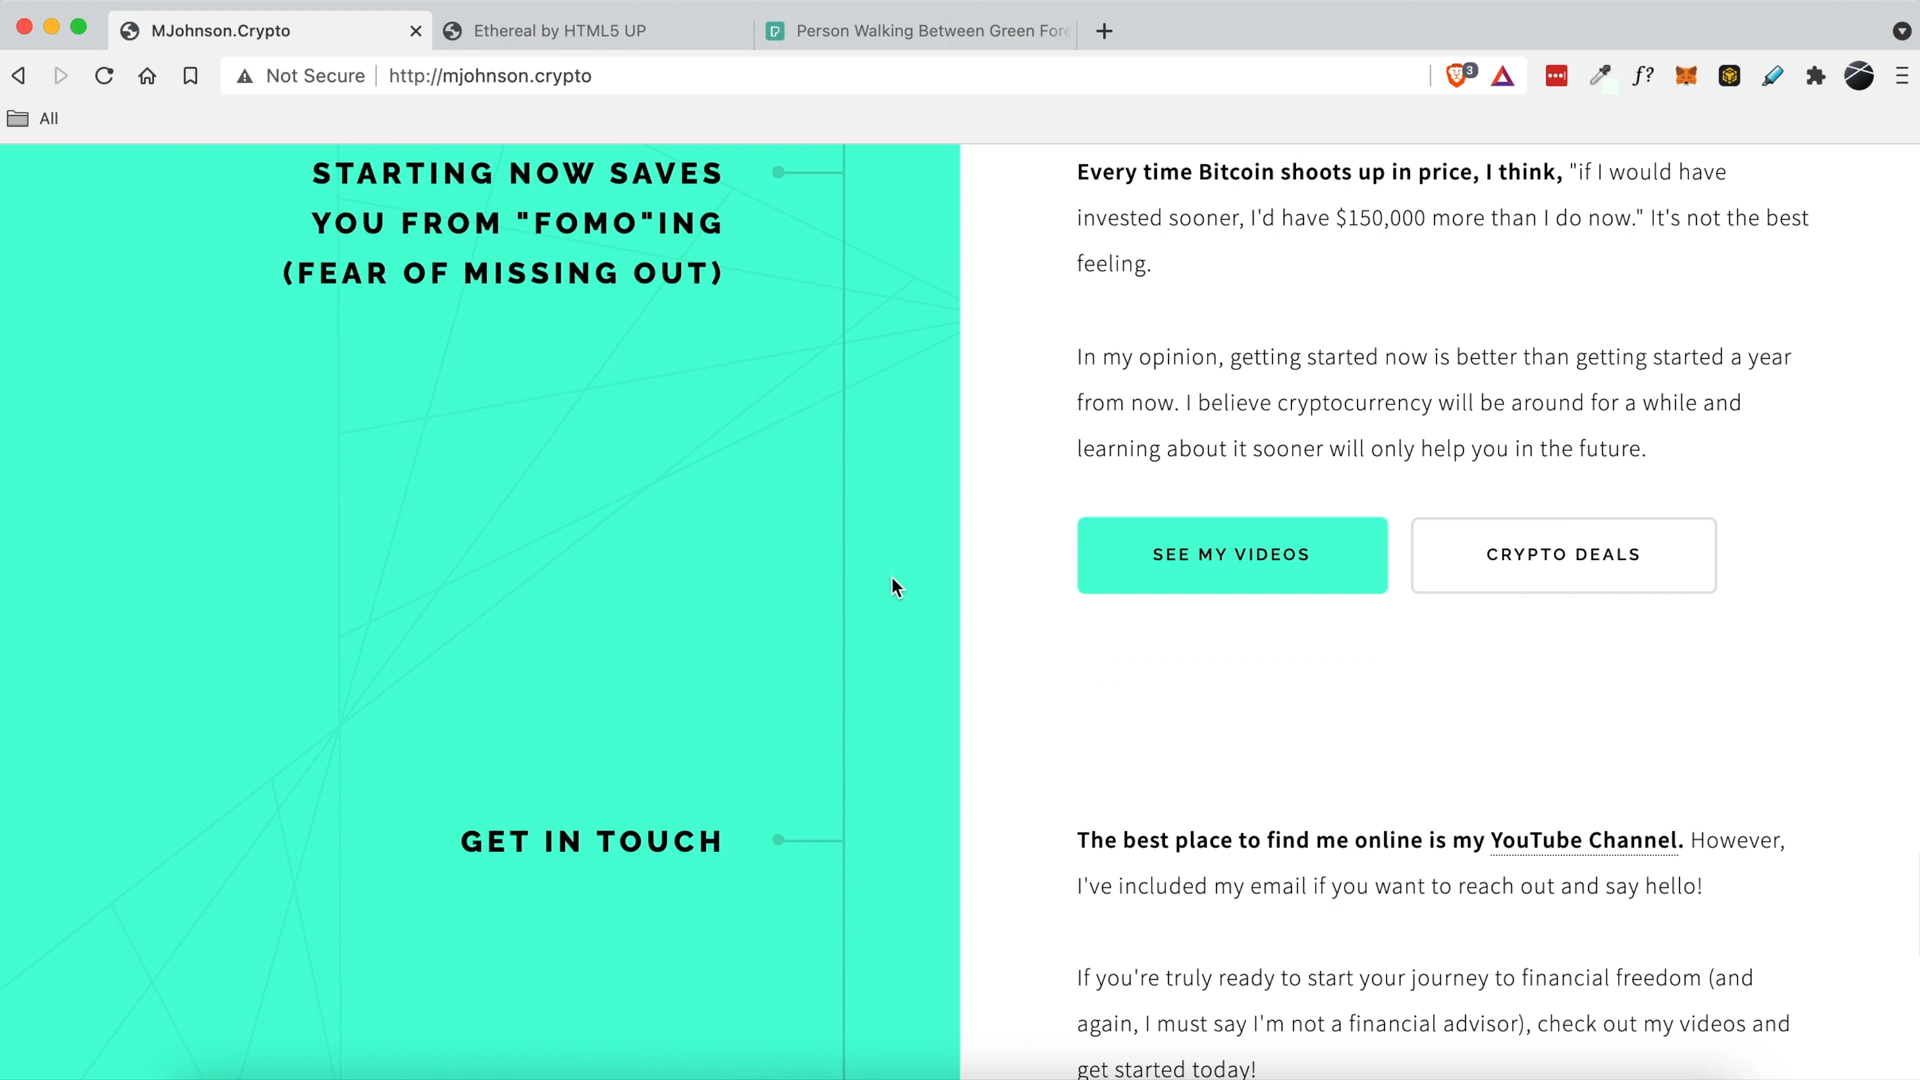 MJohnson.Crypto
Ethereal by HTML5 UP
Person Walking Between Green Fore
Not Secure
http://mjohnson.crypto
3
f?
All
STARTING NOW SAVES
YOU FROM "FOMO"ING
(FEAR OF MISSING OUT)
Every time Bitcoin shoots up in price, I think, "if I would have
invested sooner, I'd have $150,000 more than I do now." It's not the best
feeling.
In my opinion, getting started now is better than getting started a year
from now. I believe cryptocurrency will be around for a while and
learning about it sooner will only help you in the future.
SEE MY VIDEOS
CRYPTO DEALS
GET IN TOUCH
The best place to find me online is my YouTube Channel. However,
I've included my email if you want to reach out and say hello!
If you're truly ready to start your journey to financial freedom (and
again, I must say I'm not a financial advisor), check out my videos and
get started today!